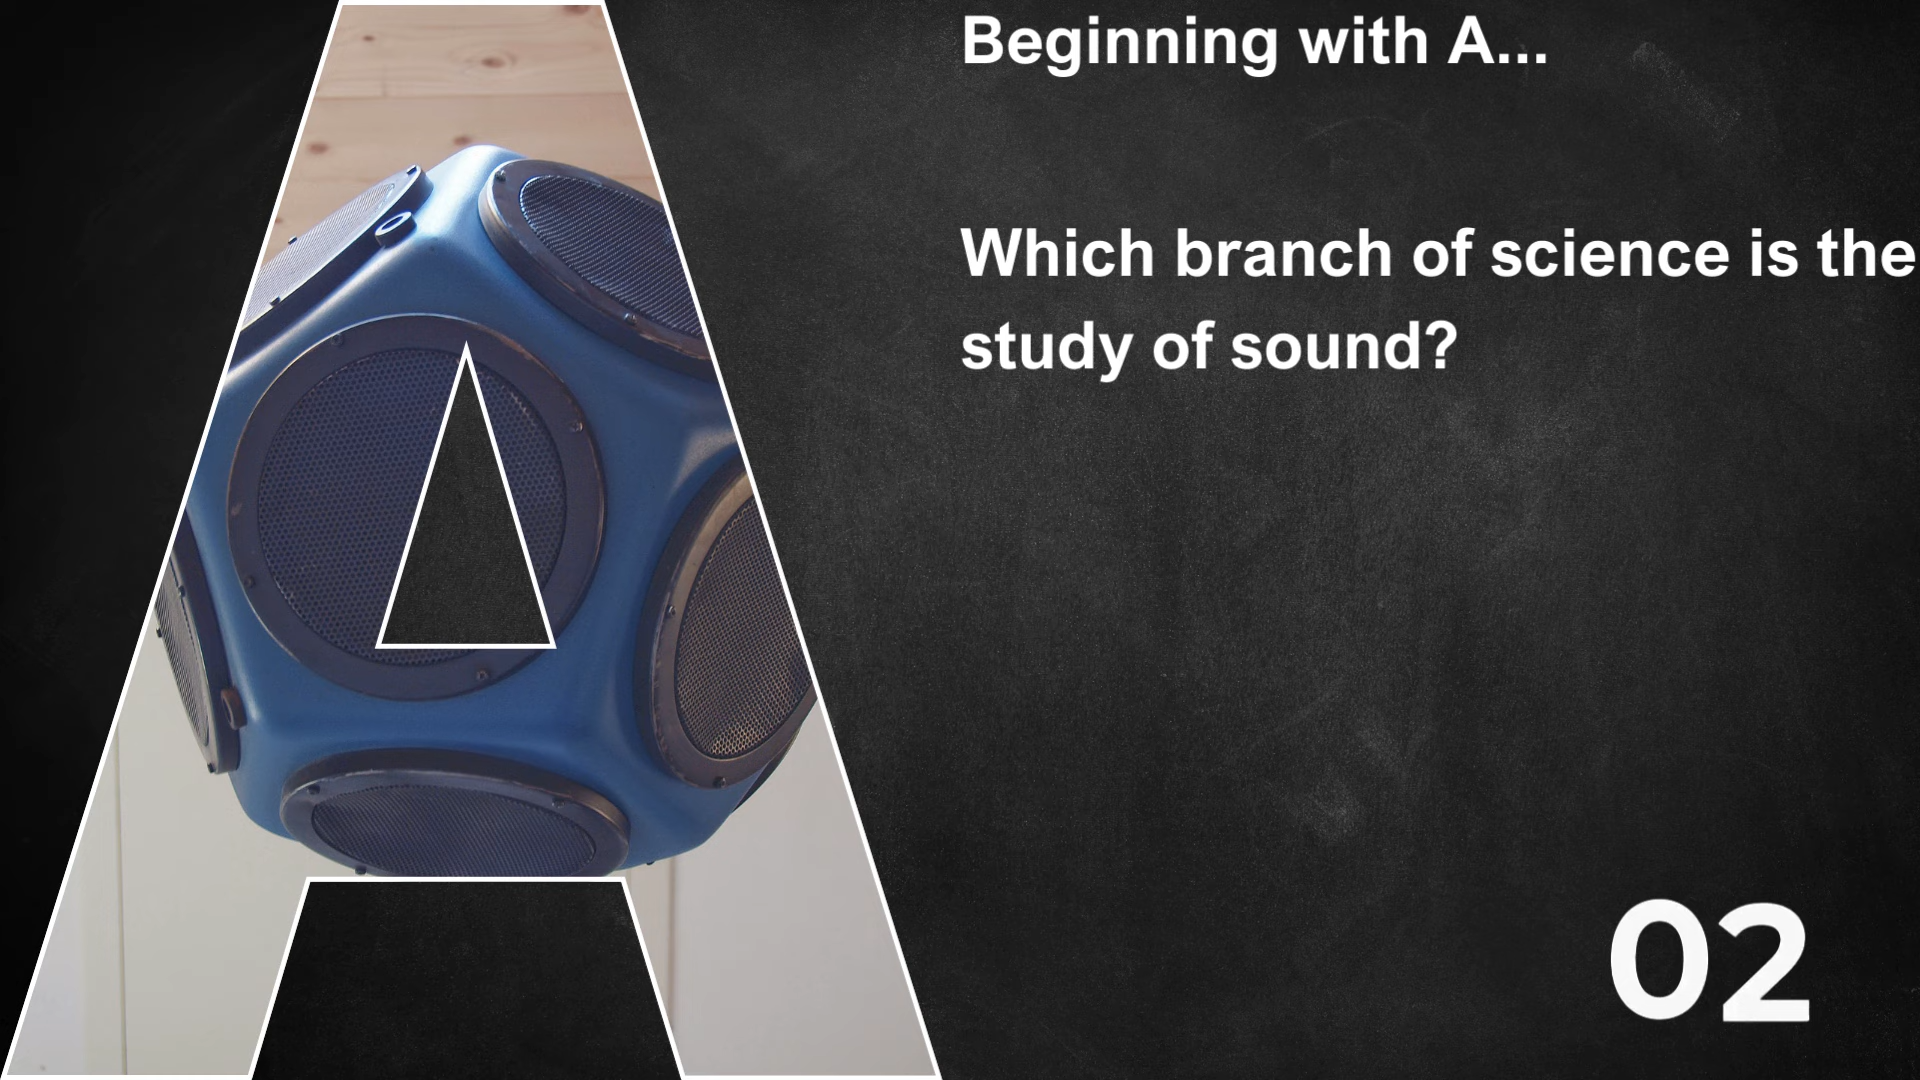 Beginning with A...
Which branch of science is the
study of sound?
02